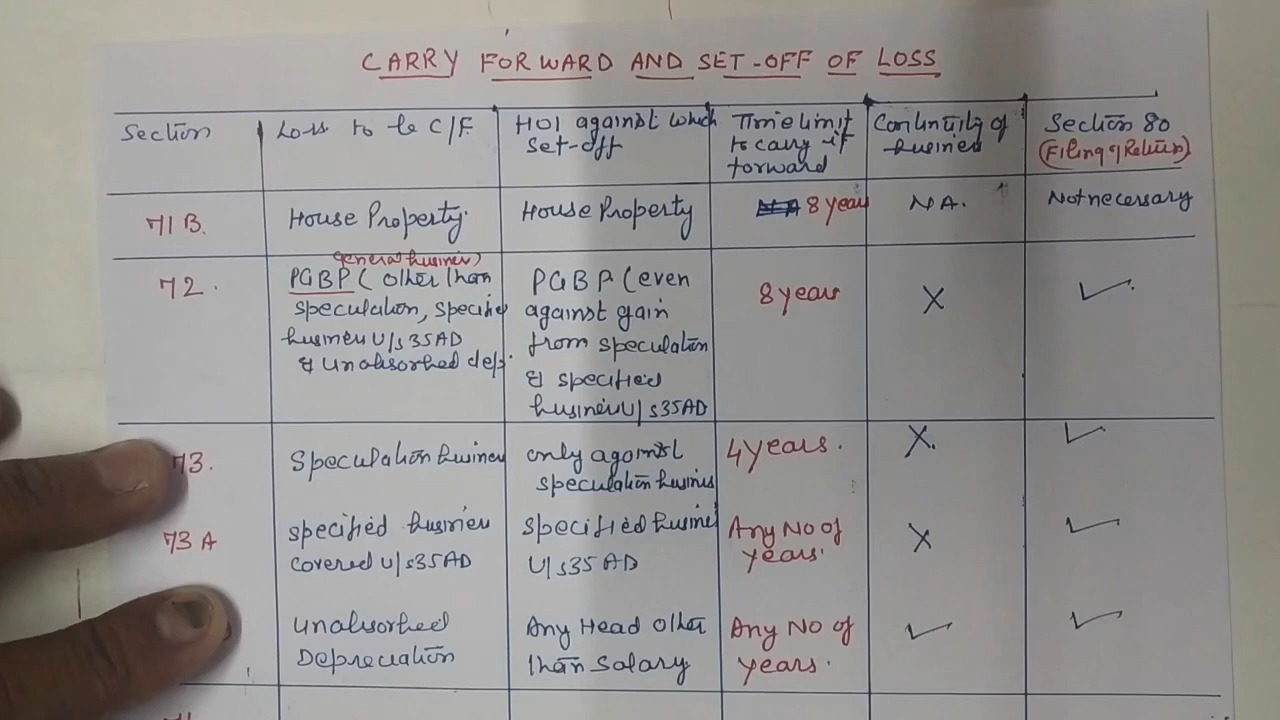 CARRY FORWARD AND SET-OFF OF LOSS
Section
Loss to be C/F
HOI against which
Set-off
Time limit
to carry it
forward
Continuity of
business
Section 80
(Filing of Return)
71 B.
House Property.
House Property
8 years
NA.
Not necessary
72.
general business)
PGBP (other than
speculation, specified
business U/s 35AD
& unabsorbed dep.
PGBP (even
against gain
from speculation
& specified
business U/s 35AD
8 years
X
✓
73.
Speculation business
only against
speculation business
4 years.
X.
✓
73 A
specified business
covered U/s 35AD
specified business
U/s 35AD
Any No of
years.
X
✓
unabsorbed
Depreciation
Any Head other
than Salary
Any No of
years.
✓
✓